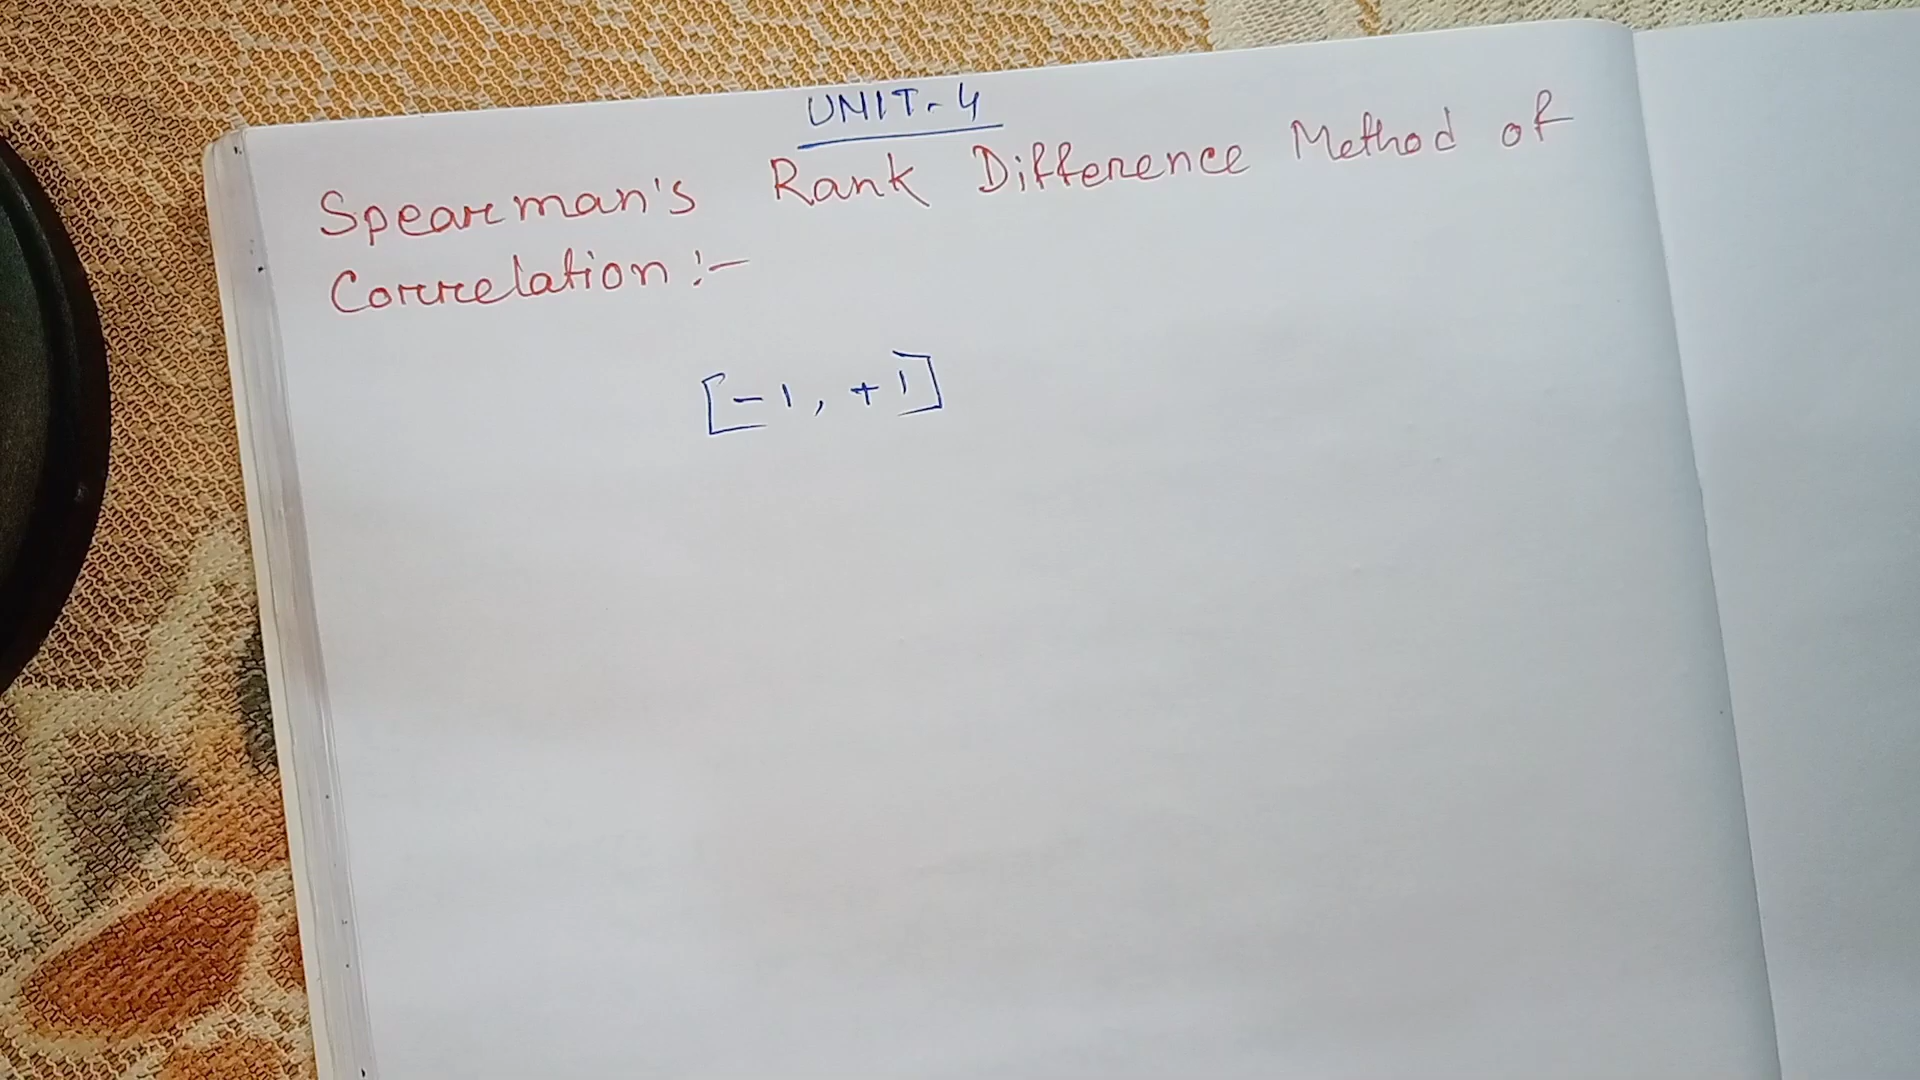 UNIT-4
Spearman's Rank Difference Method of
Correlation :-
[-1, +1]